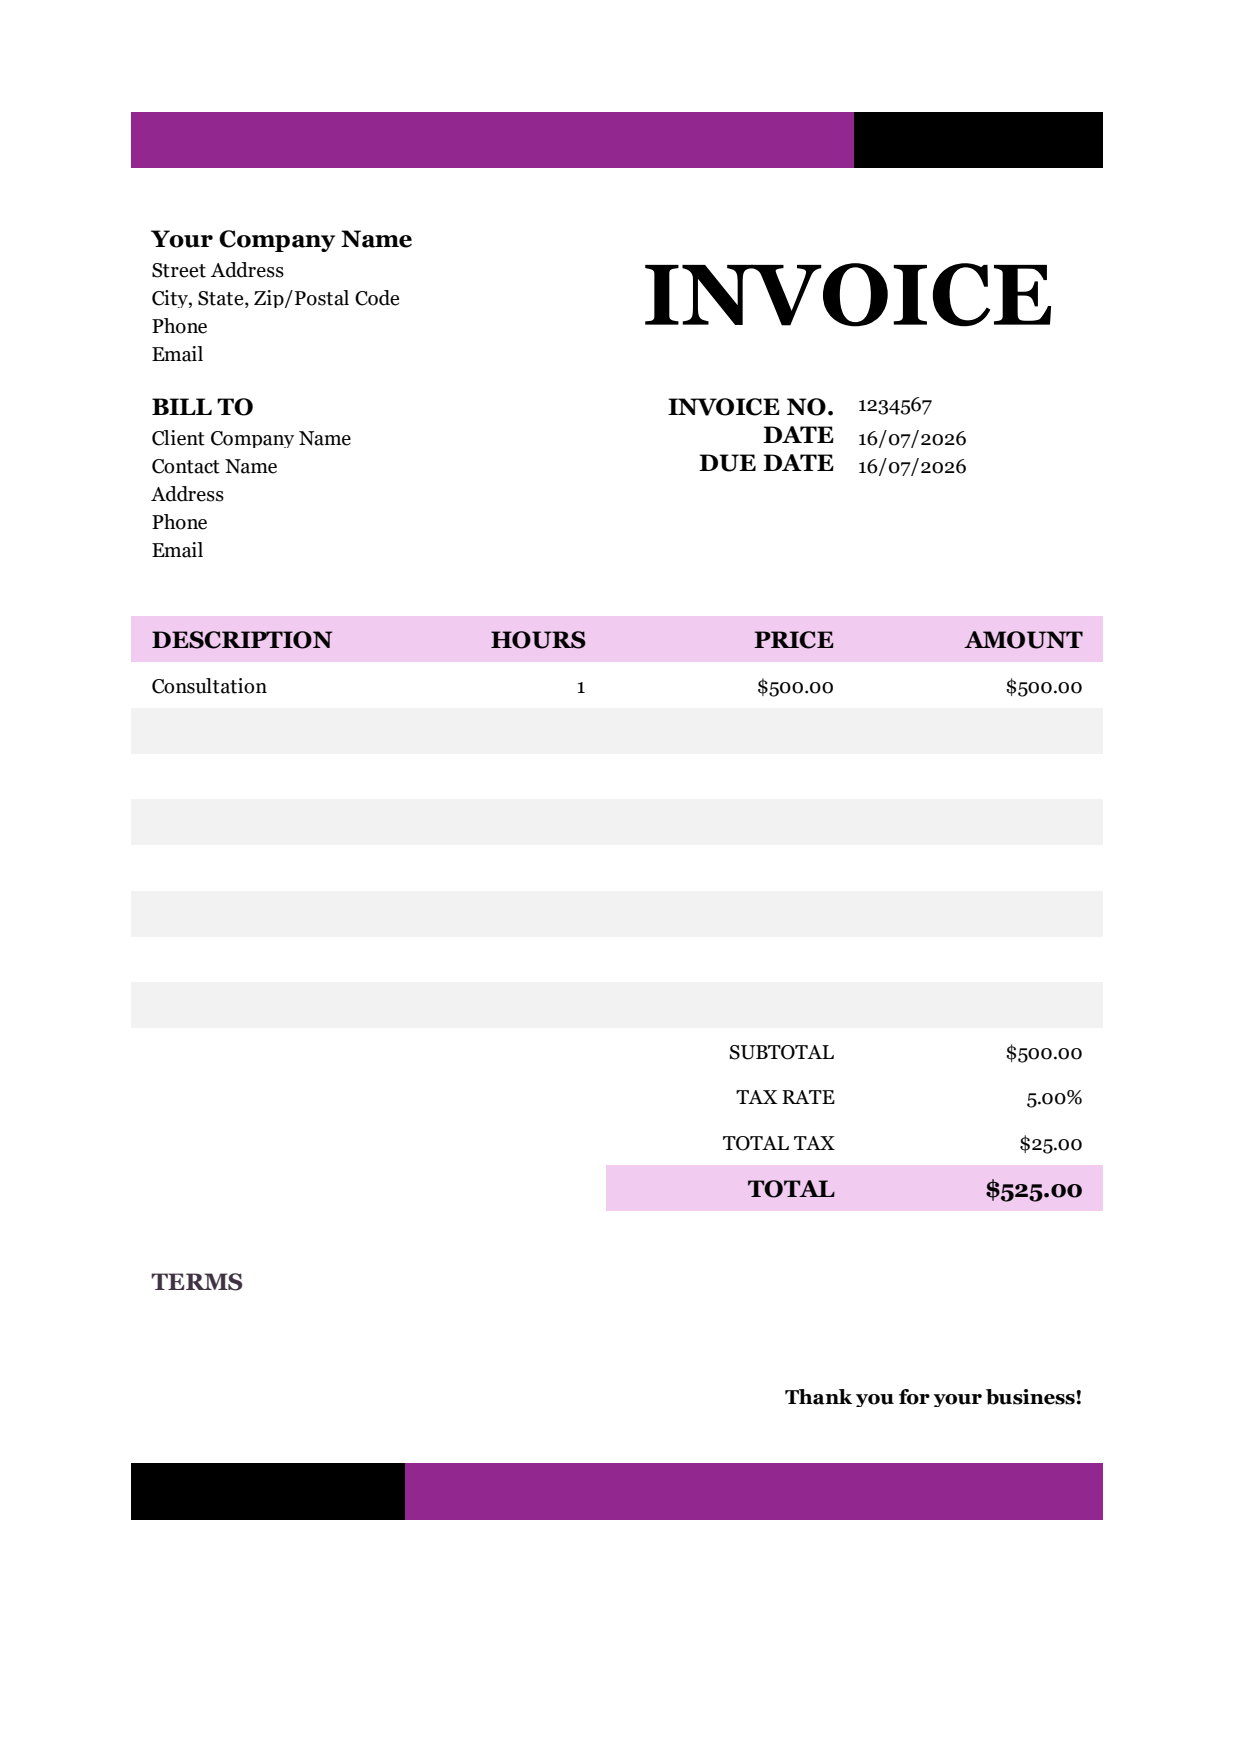 Your Company Name
Street Address
City, State, Zip/Postal Code
Phone
Email
INVOICE
BILL TO
Client Company Name
Contact Name
Address
Phone
Email
INVOICE NO. 1234567
DATE 16/07/2026
DUE DATE 16/07/2026
DESCRIPTION HOURS PRICE AMOUNT
Consultation 1 $500.00 $500.00
SUBTOTAL $500.00
TAX RATE 5.00%
TOTAL TAX $25.00
TOTAL $525.00
TERMS
Thank you for your business!